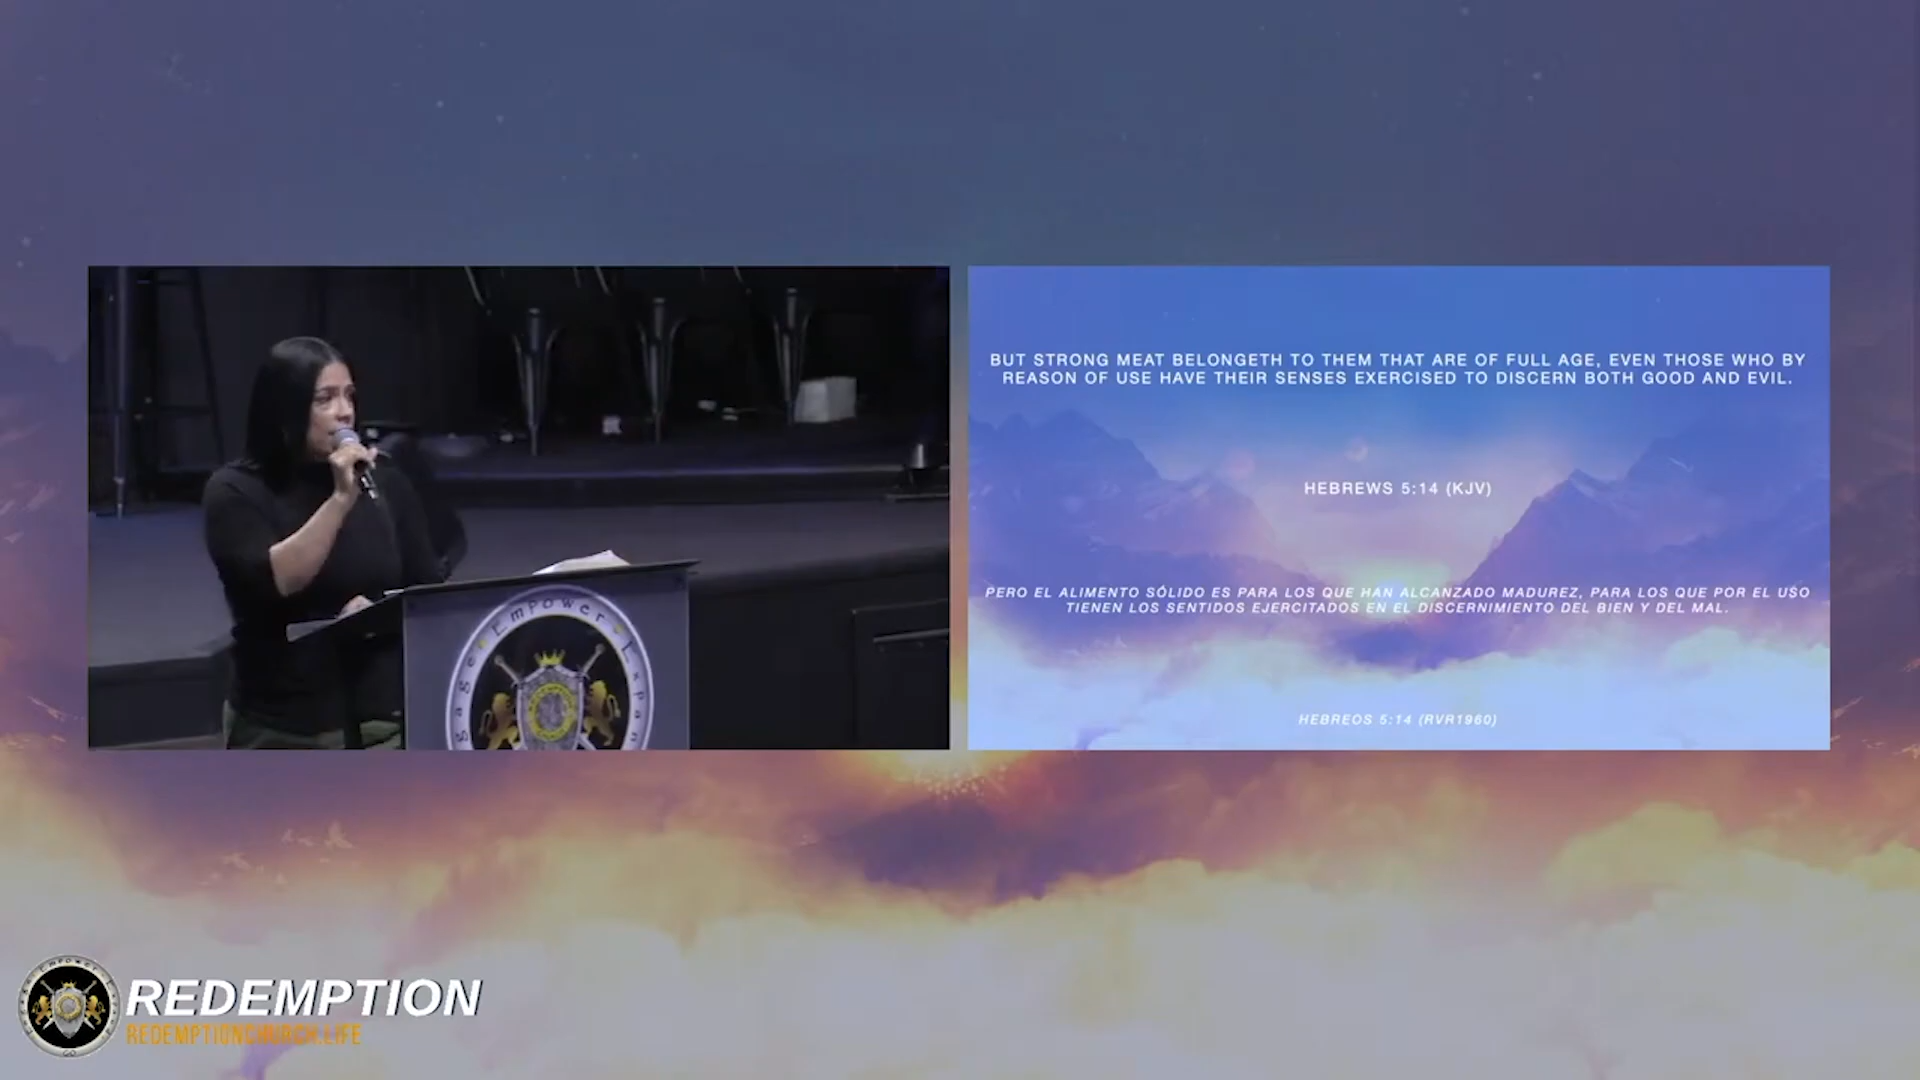 BUT STRONG MEAT BELONGETH TO THEM THAT ARE OF FULL AGE, EVEN THOSE WHO BY
REASON OF USE HAVE THEIR SENSES EXERCISED TO DISCERN BOTH GOOD AND EVIL.
HEBREWS 5:14 (KJV)
PERO EL ALIMENTO SÓLIDO ES PARA LOS QUE HAN ALCANZADO MADUREZ, PARA LOS QUE POR EL USO
TIENEN LOS SENTIDOS EJERCITADOS EN EL DISCERNIMIENTO DEL BIEN Y DEL MAL.
HEBREOS 5:14 (RVR1960)
Empower
REDEMPTION
REDEMPTIONCHURCH.LIFE